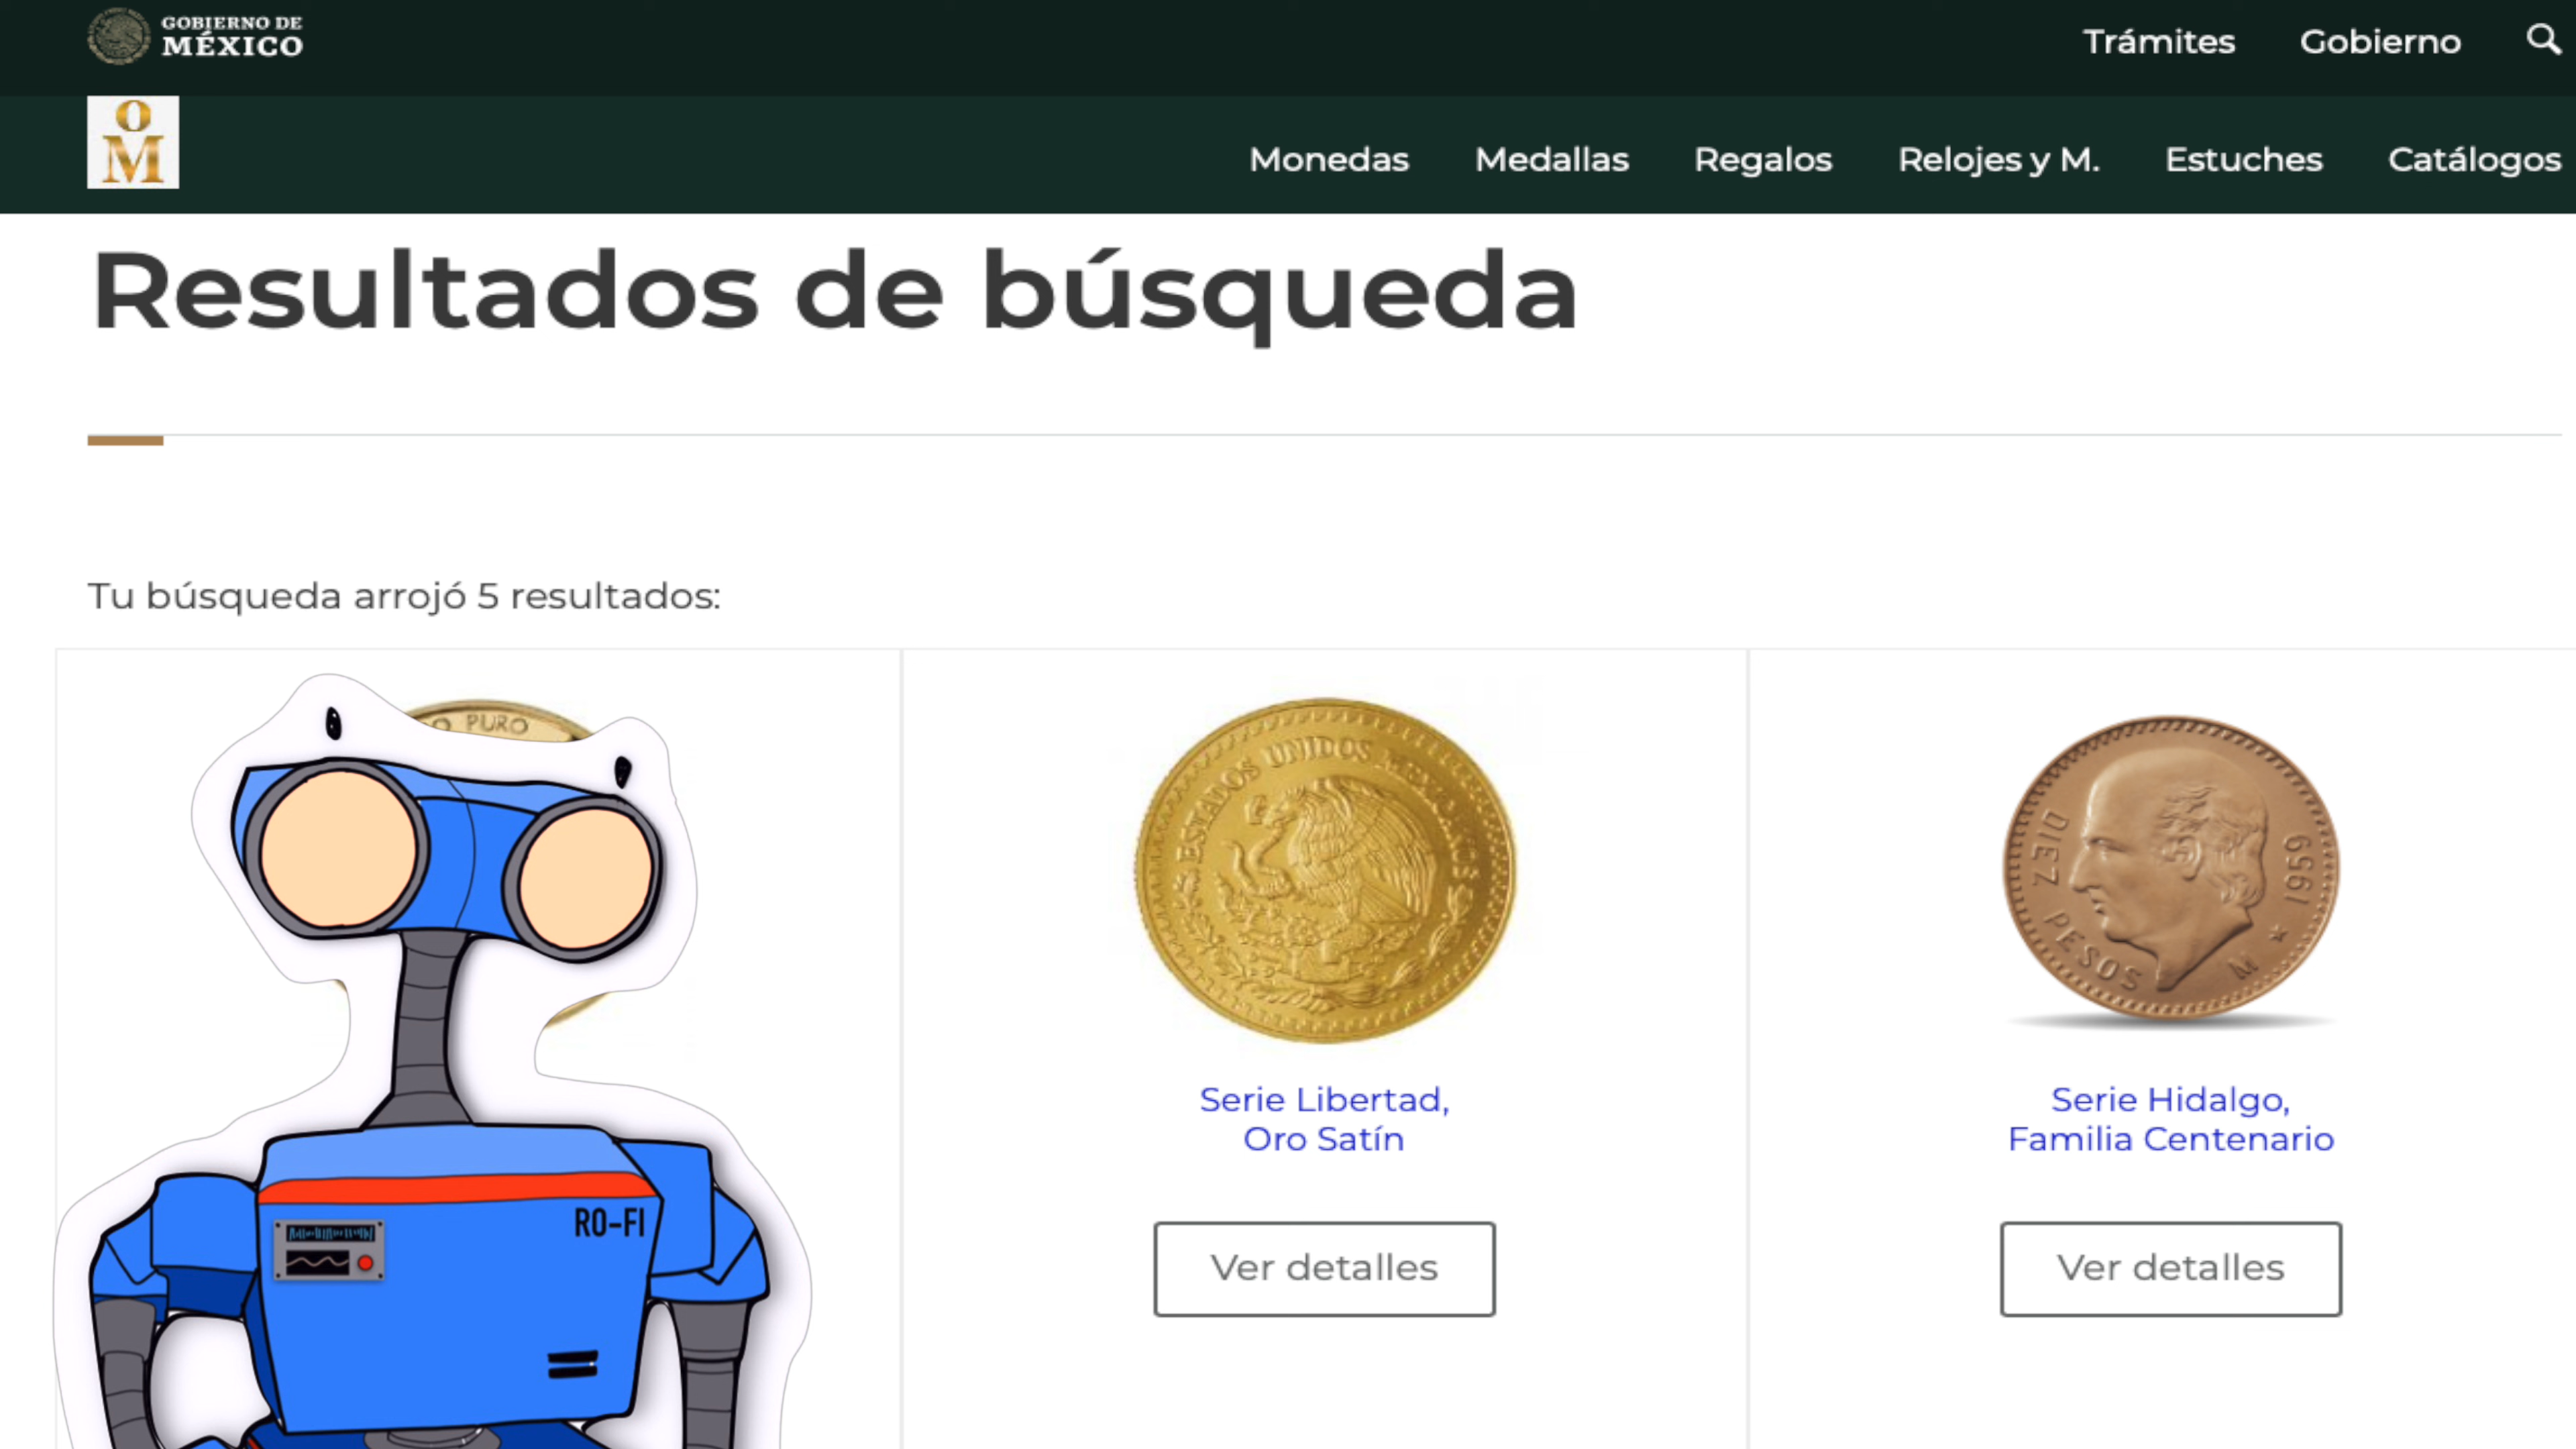 GOBIERNO DE
MÉXICO
Trámites
Gobierno
OM
Monedas
Medallas
Regalos
Relojes y M.
Estuches
Catálogos
Resultados de búsqueda
Tu búsqueda arrojó 5 resultados:
PURO
ESTADOS UNIDOS MEXICANOS
DIEZ PESOS
1959
M
Serie Libertad,
Oro Satín
Serie Hidalgo,
Familia Centenario
RO-FI
Ver detalles
Ver detalles